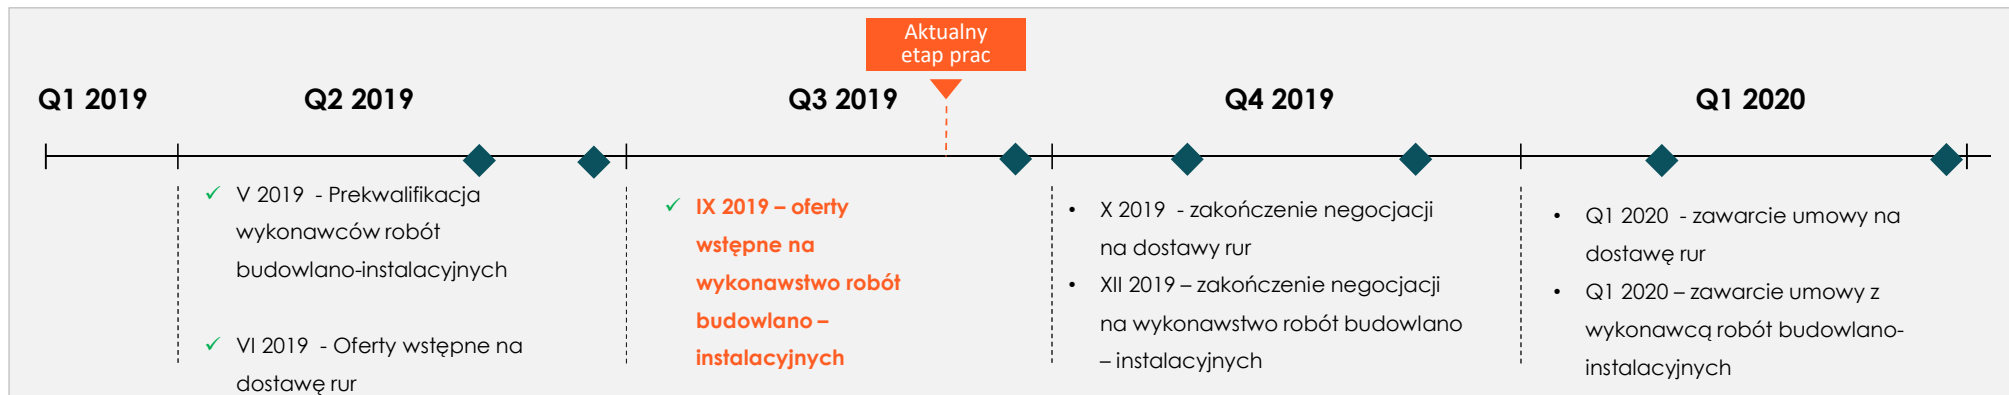 Aktualny
etap prac
Q1 2019
Q2 2019
Q3 2019
Q4 2019
Q1 2020
✓ V 2019 - Prekwalifikacja
wykonawców robót
budowlano-instalacyjnych
✓ VI 2019 - Oferty wstępne na
dostawę rur
✓ IX 2019 – oferty
wstępne na
wykonawstwo robót
budowlano –
instalacyjnych
• X 2019 - zakończenie negocjacji
na dostawy rur
• XII 2019 – zakończenie negocjacji
na wykonawstwo robót budowlano
– instalacyjnych
• Q1 2020 - zawarcie umowy na
dostawę rur
• Q1 2020 – zawarcie umowy z
wykonawcą robót budowlano-
instalacyjnych